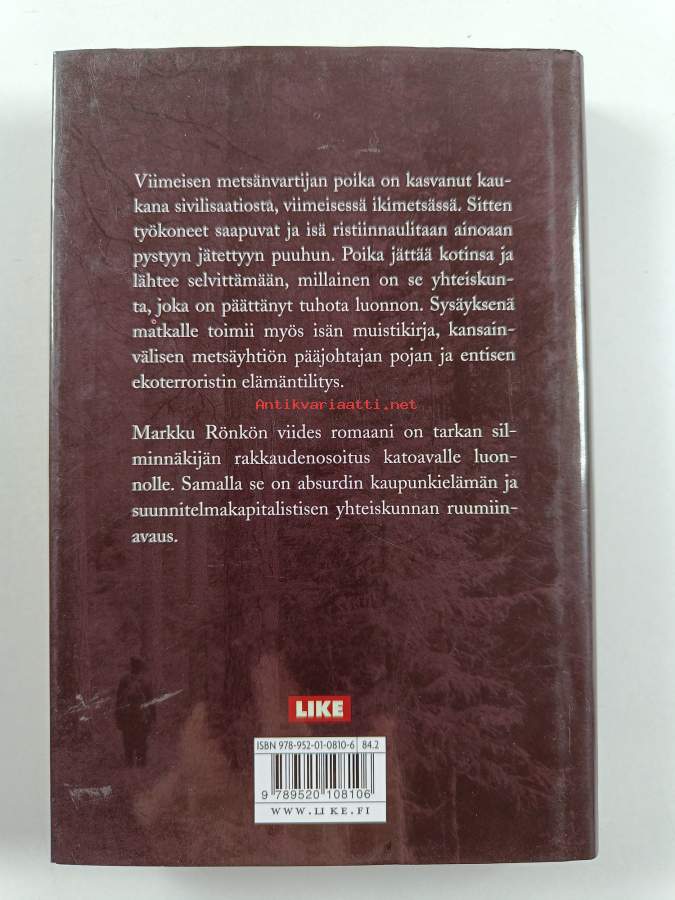 Viimeisen metsänvartijan poika on kasvanut kau-
kana sivilisaatiosta, viimeisessä ikimetsässä. Sitten
työkoneet saapuvat ja isä ristiinnaulitaan ainoaan
pystyyn jätettyyn puuhun. Poika jättää kotinsa ja
lähtee selvittämään, millainen on se yhteiskun-
ta, joka on päättänyt tuhota luonnon. Sysäyksenä
matkalle toimii myös isän muistikirja, kansain-
välisen metsäyhtiön pääjohtajan pojan ja entisen
ekoterroristin elämäntilitys.
Antikvariaatti.net
Markku Rönkön viides romaani on tarkan sil-
minnäkijän rakkaudenosoitus katoavalle luon-
nolle. Samalla se on absurdin kaupunkielämän ja
suunnitelmakapitalistisen yhteiskunnan ruumiin-
avaus.
LIKE
ISBN 978-952-01-0810-6 84.2
9 789520 108106
WWW.LIKE.FI